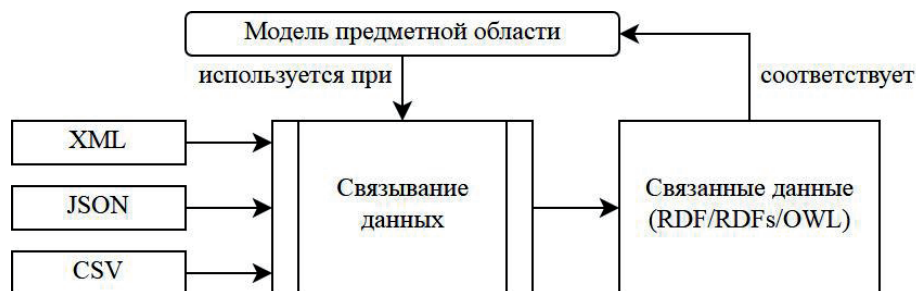 Модель предметной области
используется при
соответствует
XML
JSON
CSV
Связывание
данных
Связанные данные
(RDF/RDFs/OWL)